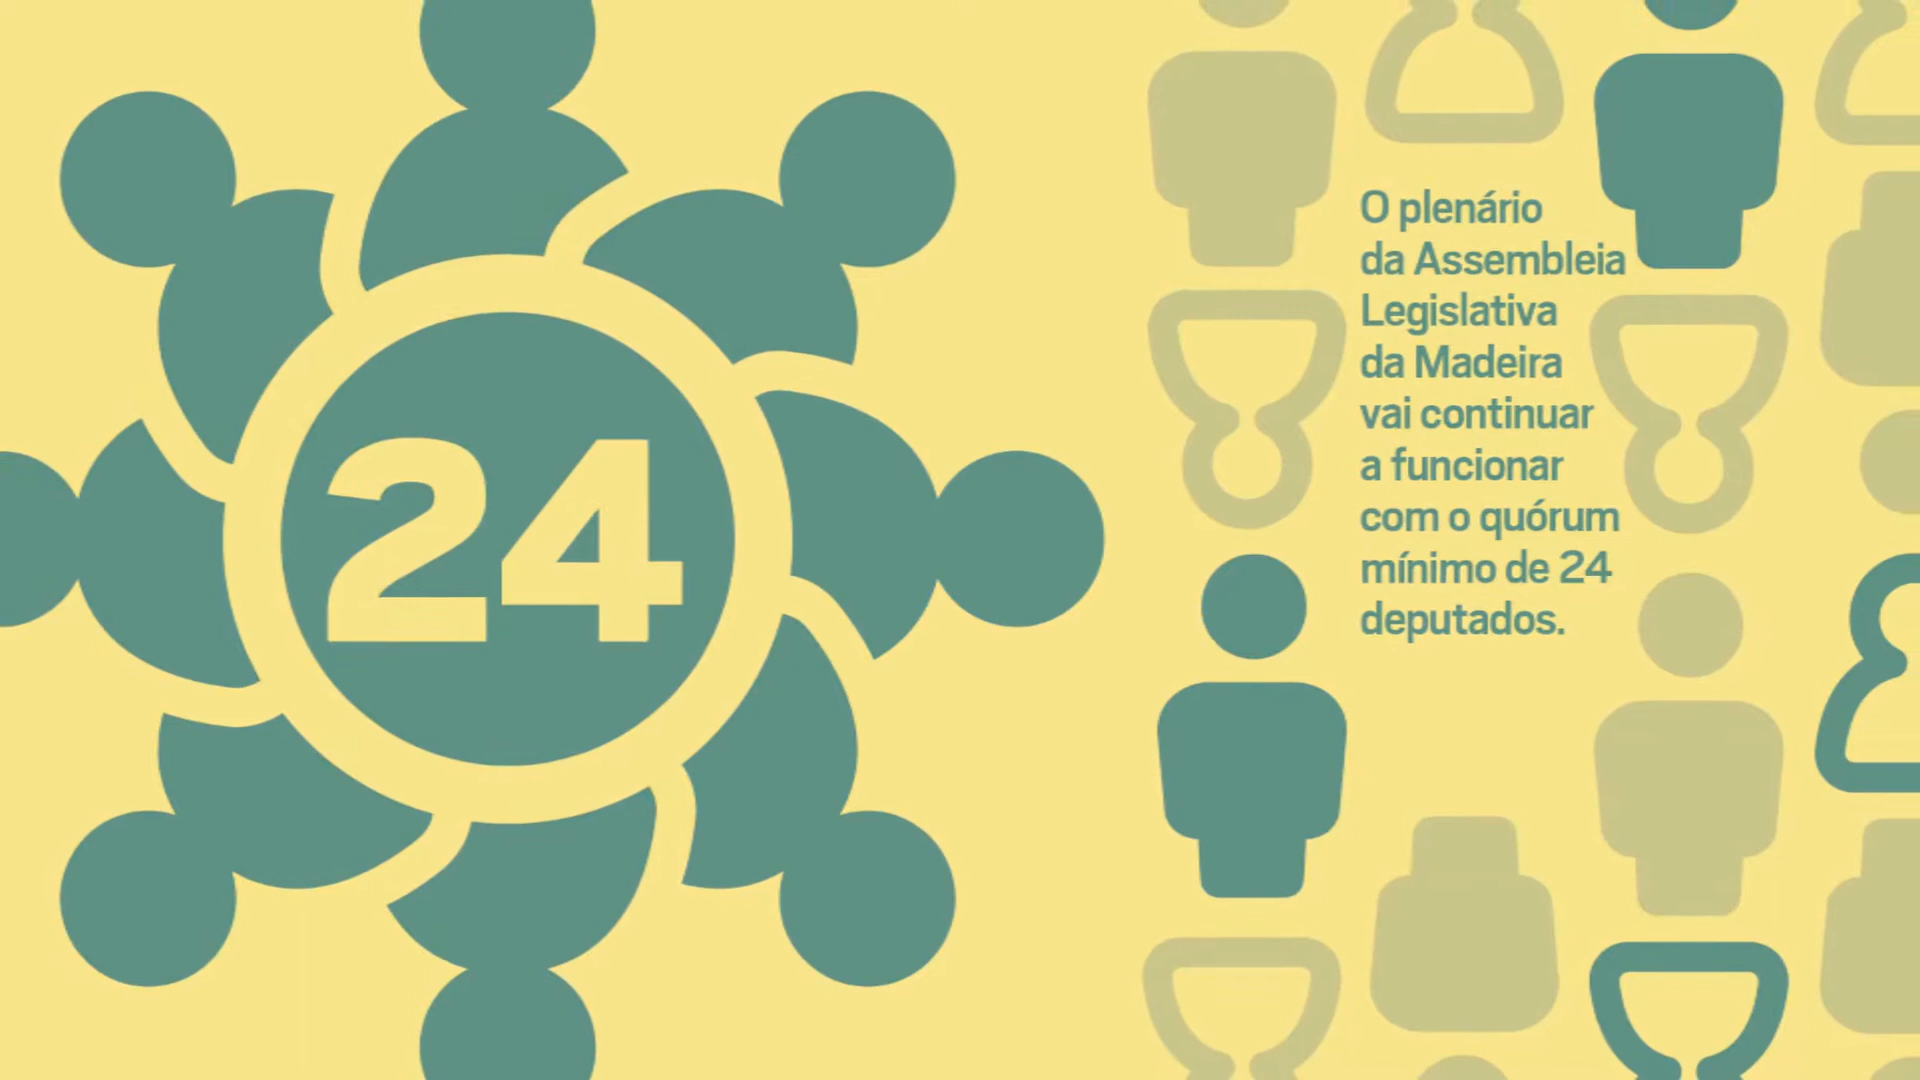 24
O plenário
da Assembleia
Legislativa
da Madeira
vai continuar
a funcionar
com o quórum
mínimo de 24
deputados.